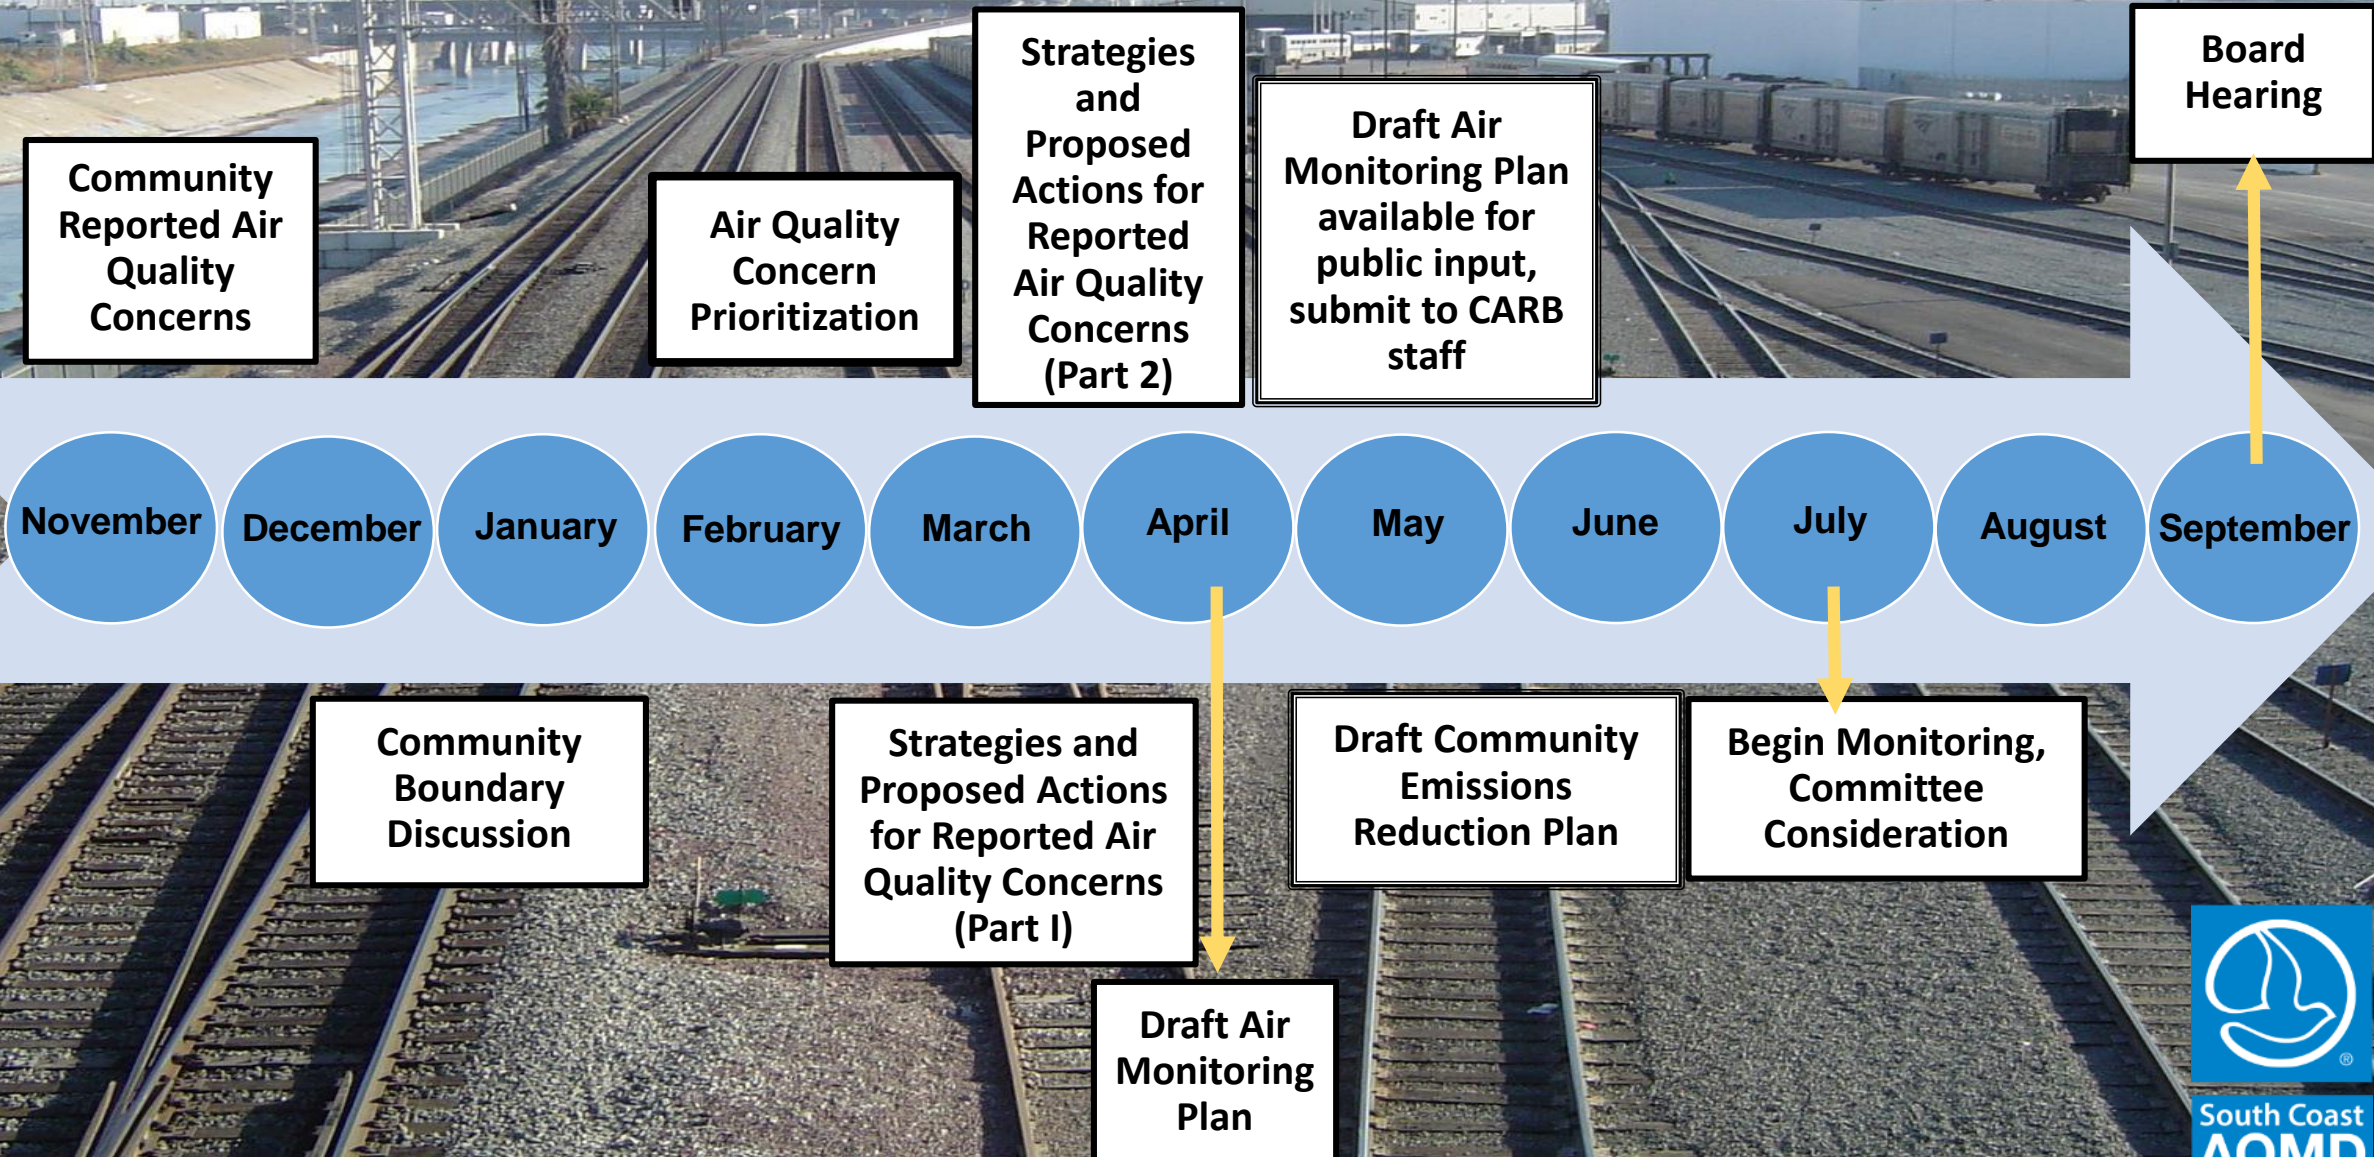 Community
Reported Air
Quality
Concerns
Air Quality
Concern
Prioritization
Strategies
and
Proposed
Actions for
Reported
Air Quality
Concerns
(Part 2)
Draft Air
Monitoring Plan
available for
public input,
submit to CARB
staff
Board
Hearing
November
December
January
February
March
April
May
June
July
August
September
Community
Boundary
Discussion
Strategies and
Proposed Actions
for Reported Air
Quality Concerns
(Part I)
Draft Air
Monitoring
Plan
Draft Community
Emissions
Reduction Plan
Begin Monitoring,
Committee
Consideration
®
South Coast
AQMD